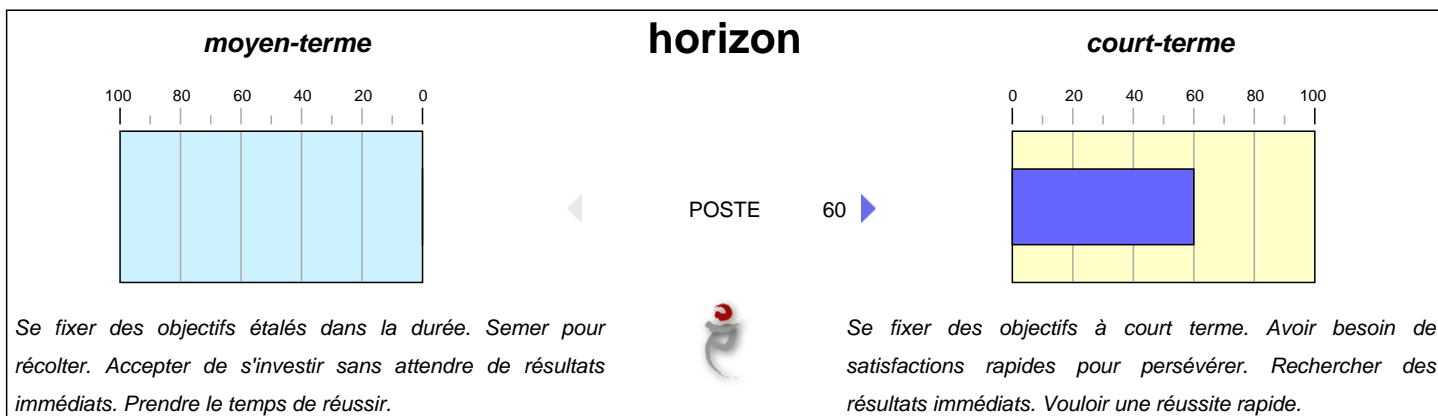 horizon
moyen-terme
court-terme
100 80 60 40 20 0
0 20 40 60 80 100
POSTE 60
Se fixer des objectifs étalés dans la durée. Semer pour
récolter. Accepter de s'investir sans attendre de résultats
immédiats. Prendre le temps de réussir.
Se fixer des objectifs à court terme. Avoir besoin de
satisfactions rapides pour persévérer. Rechercher des
résultats immédiats. Vouloir une réussite rapide.